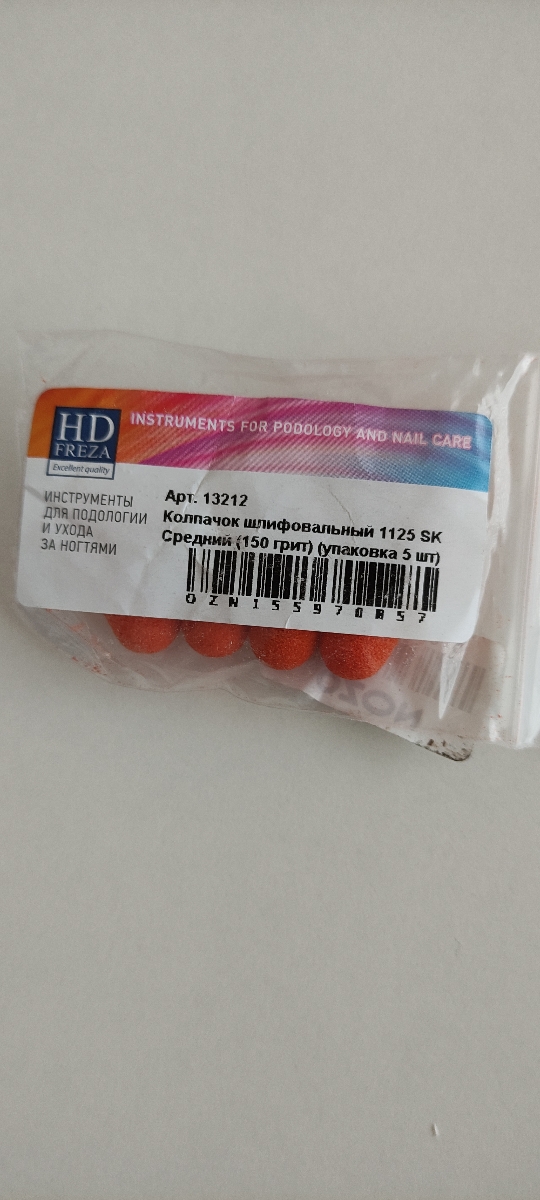 INSTRUMENTS FOR PODOLOGY AND NAIL CARE
HD
FREZA
Excellent quality
ИНСТРУМЕНТЫ
ДЛЯ ПОДОЛОГИИ
И УХОДА
ЗА НОГТЯМИ
Арт. 13212
Колпачок шлифовальный 1125 SK
Средний (150 грит) (упаковка 5 шт)
OZN155970857